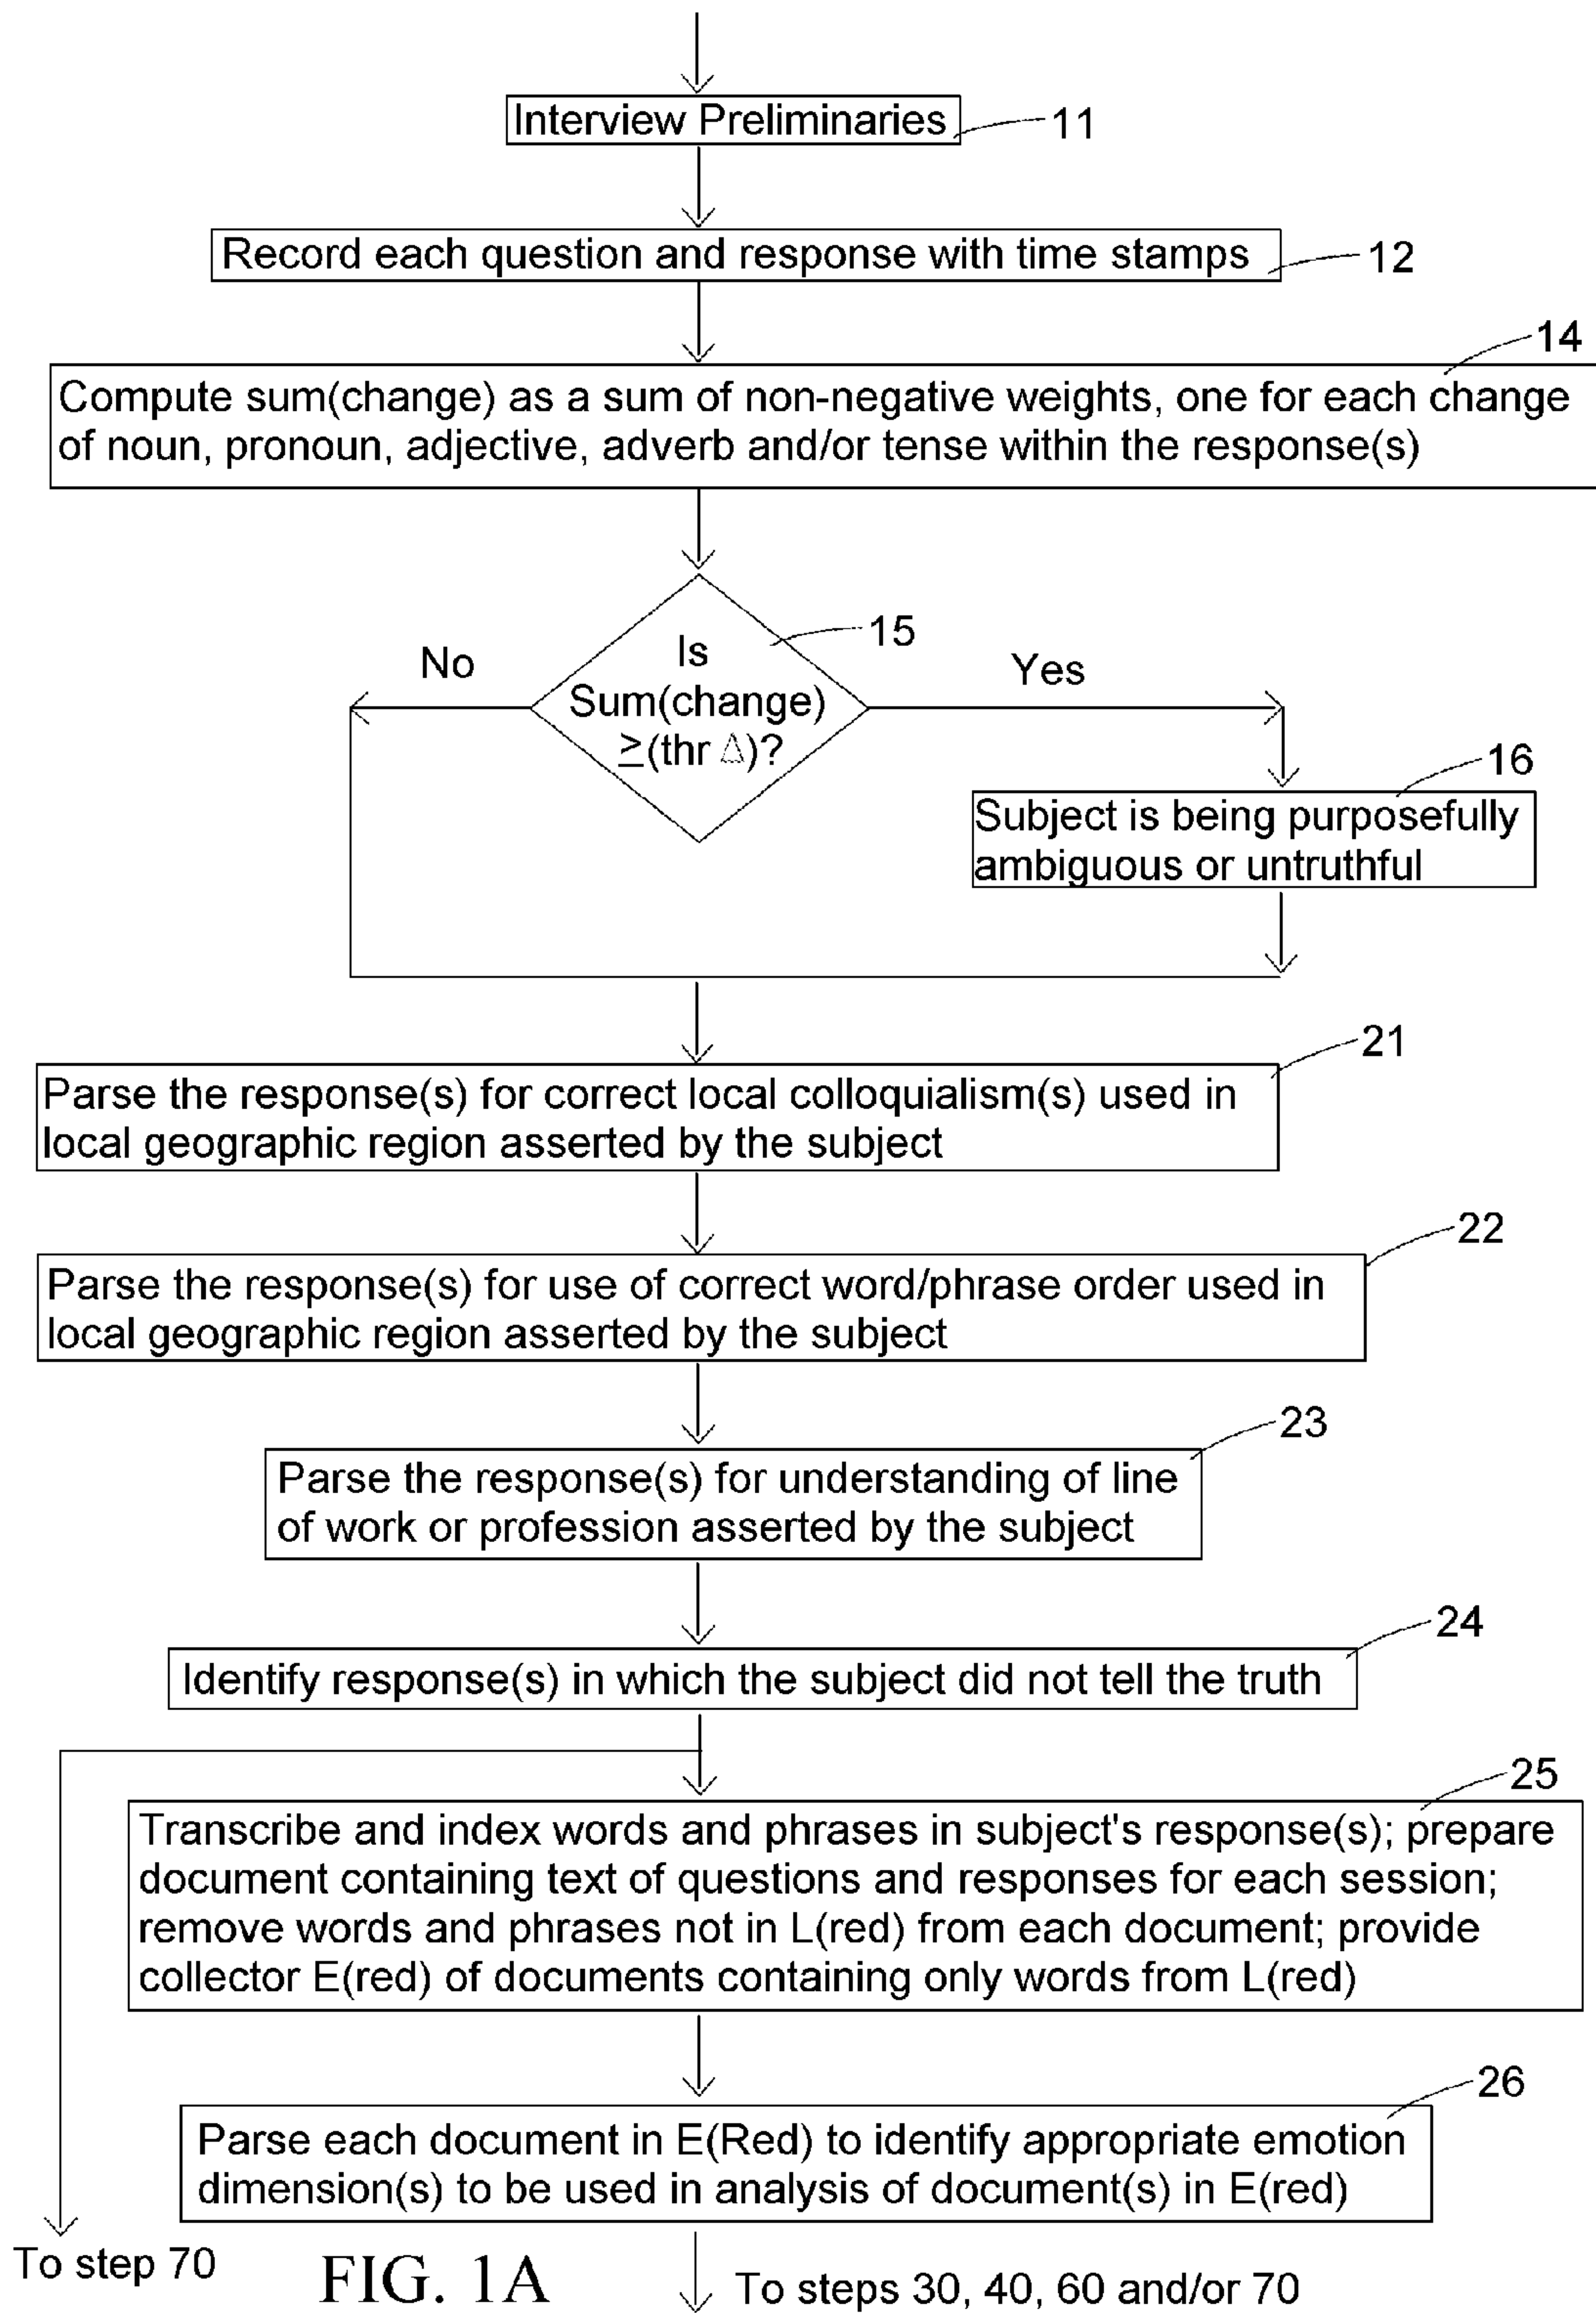 Interview Preliminaries
11
Record each question and response with time stamps
12
14
Compute sum(change) as a sum of non-negative weights, one for each change
of noun, pronoun, adjective, adverb and/or tense within the response(s)
15
No
Is
Sum(change)
≥(thr Δ)?
Yes
16
Subject is being purposefully
ambiguous or untruthful
21
Parse the response(s) for correct local colloquialism(s) used in
local geographic region asserted by the subject
22
Parse the response(s) for use of correct word/phrase order used in
local geographic region asserted by the subject
23
Parse the response(s) for understanding of line
of work or profession asserted by the subject
24
Identify response(s) in which the subject did not tell the truth
25
Transcribe and index words and phrases in subject's response(s); prepare
document containing text of questions and responses for each session;
remove words and phrases not in L(red) from each document; provide
collector E(red) of documents containing only words from L(red)
26
Parse each document in E(Red) to identify appropriate emotion
dimension(s) to be used in analysis of document(s) in E(red)
To step 70
FIG. 1A
To steps 30, 40, 60 and/or 70